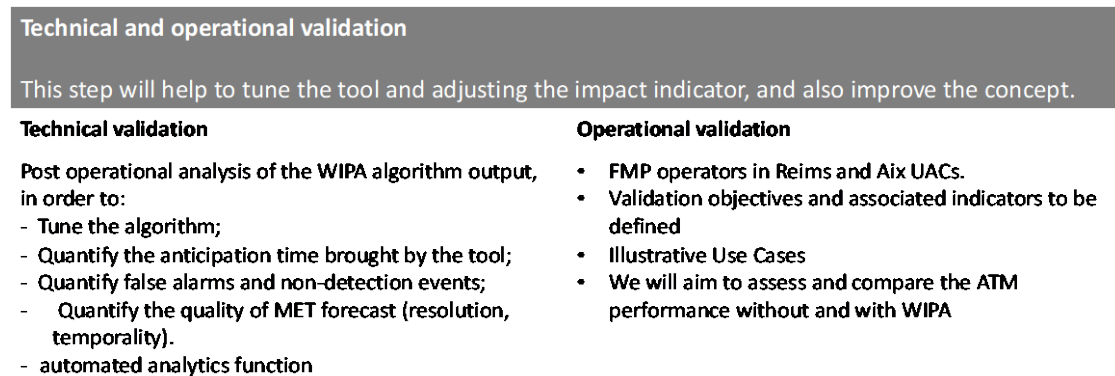 Technical and operational validation
This step will help to tune the tool and adjusting the impact indicator, and also improve the concept.
Technical validation
Post operational analysis of the WIPA algorithm output,
in order to:
- Tune the algorithm;
- Quantify the anticipation time brought by the tool;
- Quantify false alarms and non-detection events;
- Quantify the quality of MET forecast (resolution,
temporality).
- automated analytics function
Operational validation
• FMP operators in Reims and Aix UACs.
• Validation objectives and associated indicators to be
defined
• Illustrative Use Cases
• We will aim to assess and compare the ATM
performance without and with WIPA